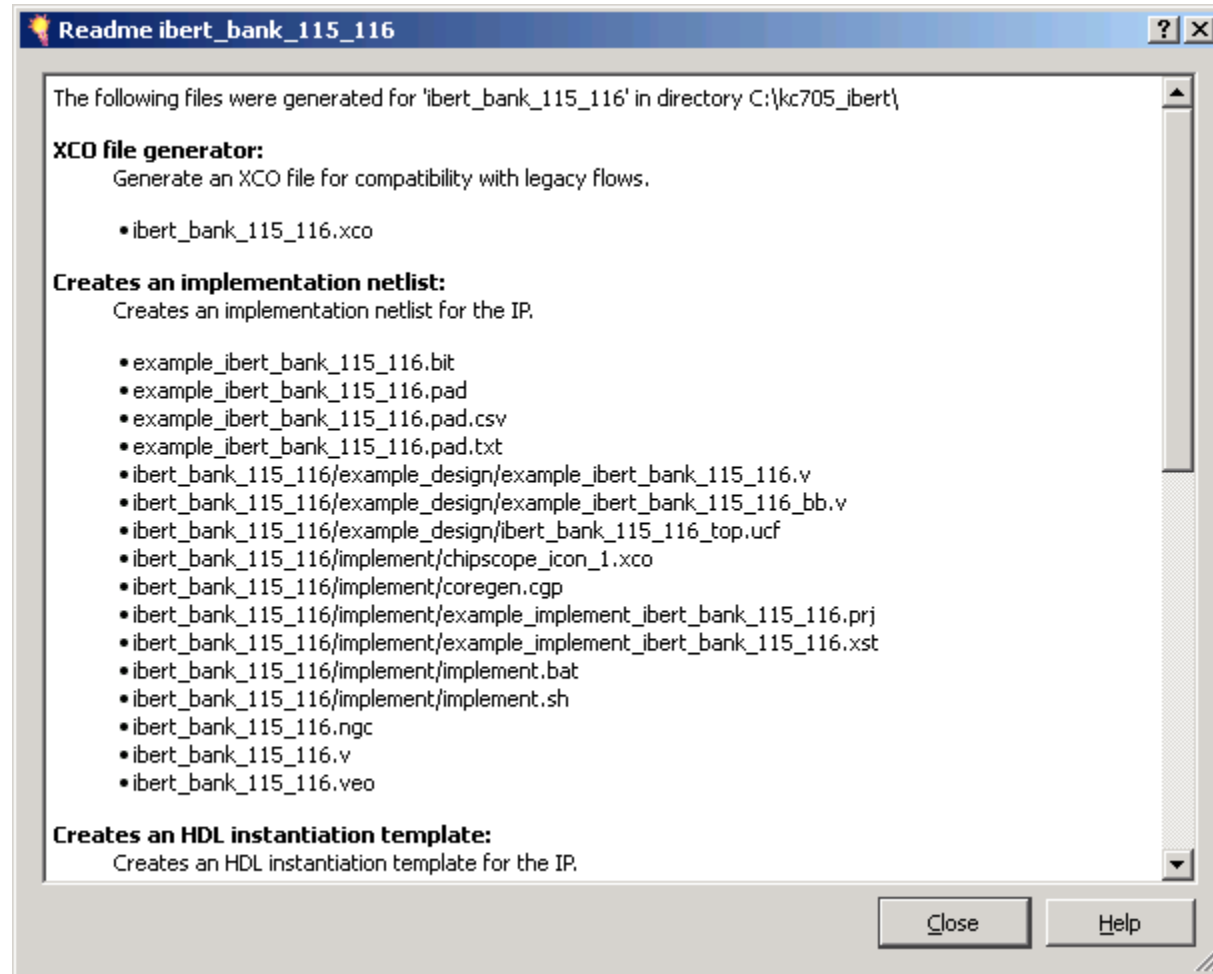 Readme ibert_bank_115_116
The following files were generated for 'ibert_bank_115_116' in directory C:\kc705_ibert\
XCO file generator:
Generate an XCO file for compatibility with legacy flows.
•ibert_bank_115_116.xco
Creates an implementation netlist:
Creates an implementation netlist for the IP.
•example_ibert_bank_115_116.bit
•example_ibert_bank_115_116.pad
•example_ibert_bank_115_116.pad.csv
•example_ibert_bank_115_116.pad.txt
•ibert_bank_115_116/example_design/example_ibert_bank_115_116.v
•ibert_bank_115_116/example_design/example_ibert_bank_115_116_bb.v
•ibert_bank_115_116/example_design/ibert_bank_115_116_top.ucf
•ibert_bank_115_116/implement/chipscope_icon_1.xco
•ibert_bank_115_116/implement/coregen.cgp
•ibert_bank_115_116/implement/example_implement_ibert_bank_115_116.prj
•ibert_bank_115_116/implement/example_implement_ibert_bank_115_116.xst
•ibert_bank_115_116/implement/implement.bat
•ibert_bank_115_116/implement/implement.sh
•ibert_bank_115_116.ngc
•ibert_bank_115_116.v
•ibert_bank_115_116.veo
Creates an HDL instantiation template:
Creates an HDL instantiation template for the IP.
Close Help